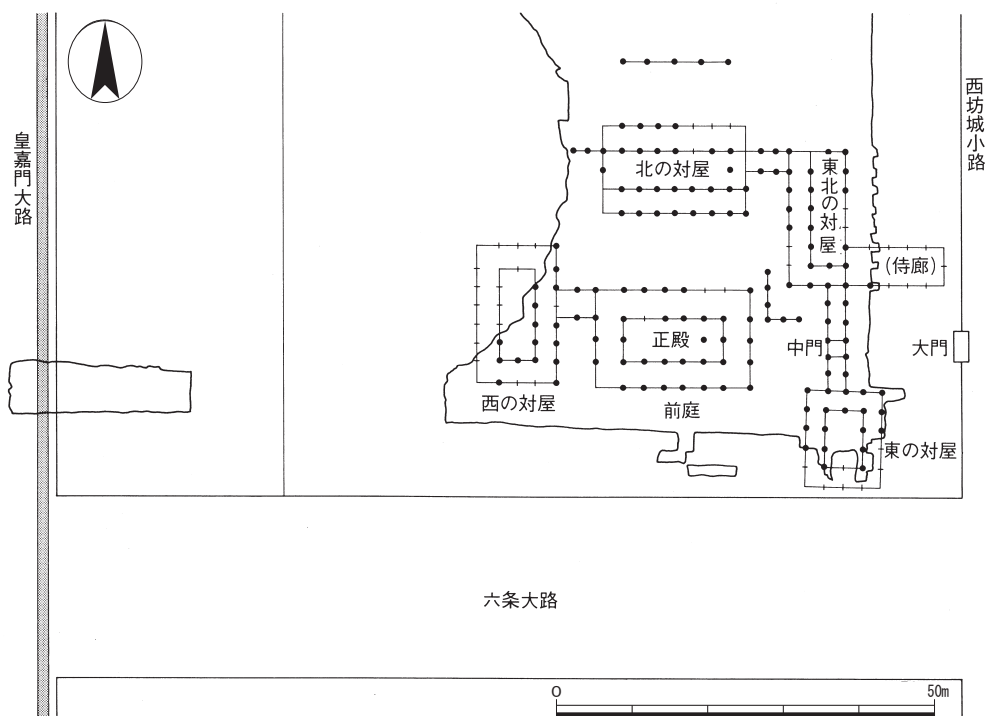 西坊城小路
皇嘉門大路
北の対屋
東北の対屋
(侍廊)
正殿
中門
大門
西の対屋
前庭
東の対屋
六条大路
0
50m